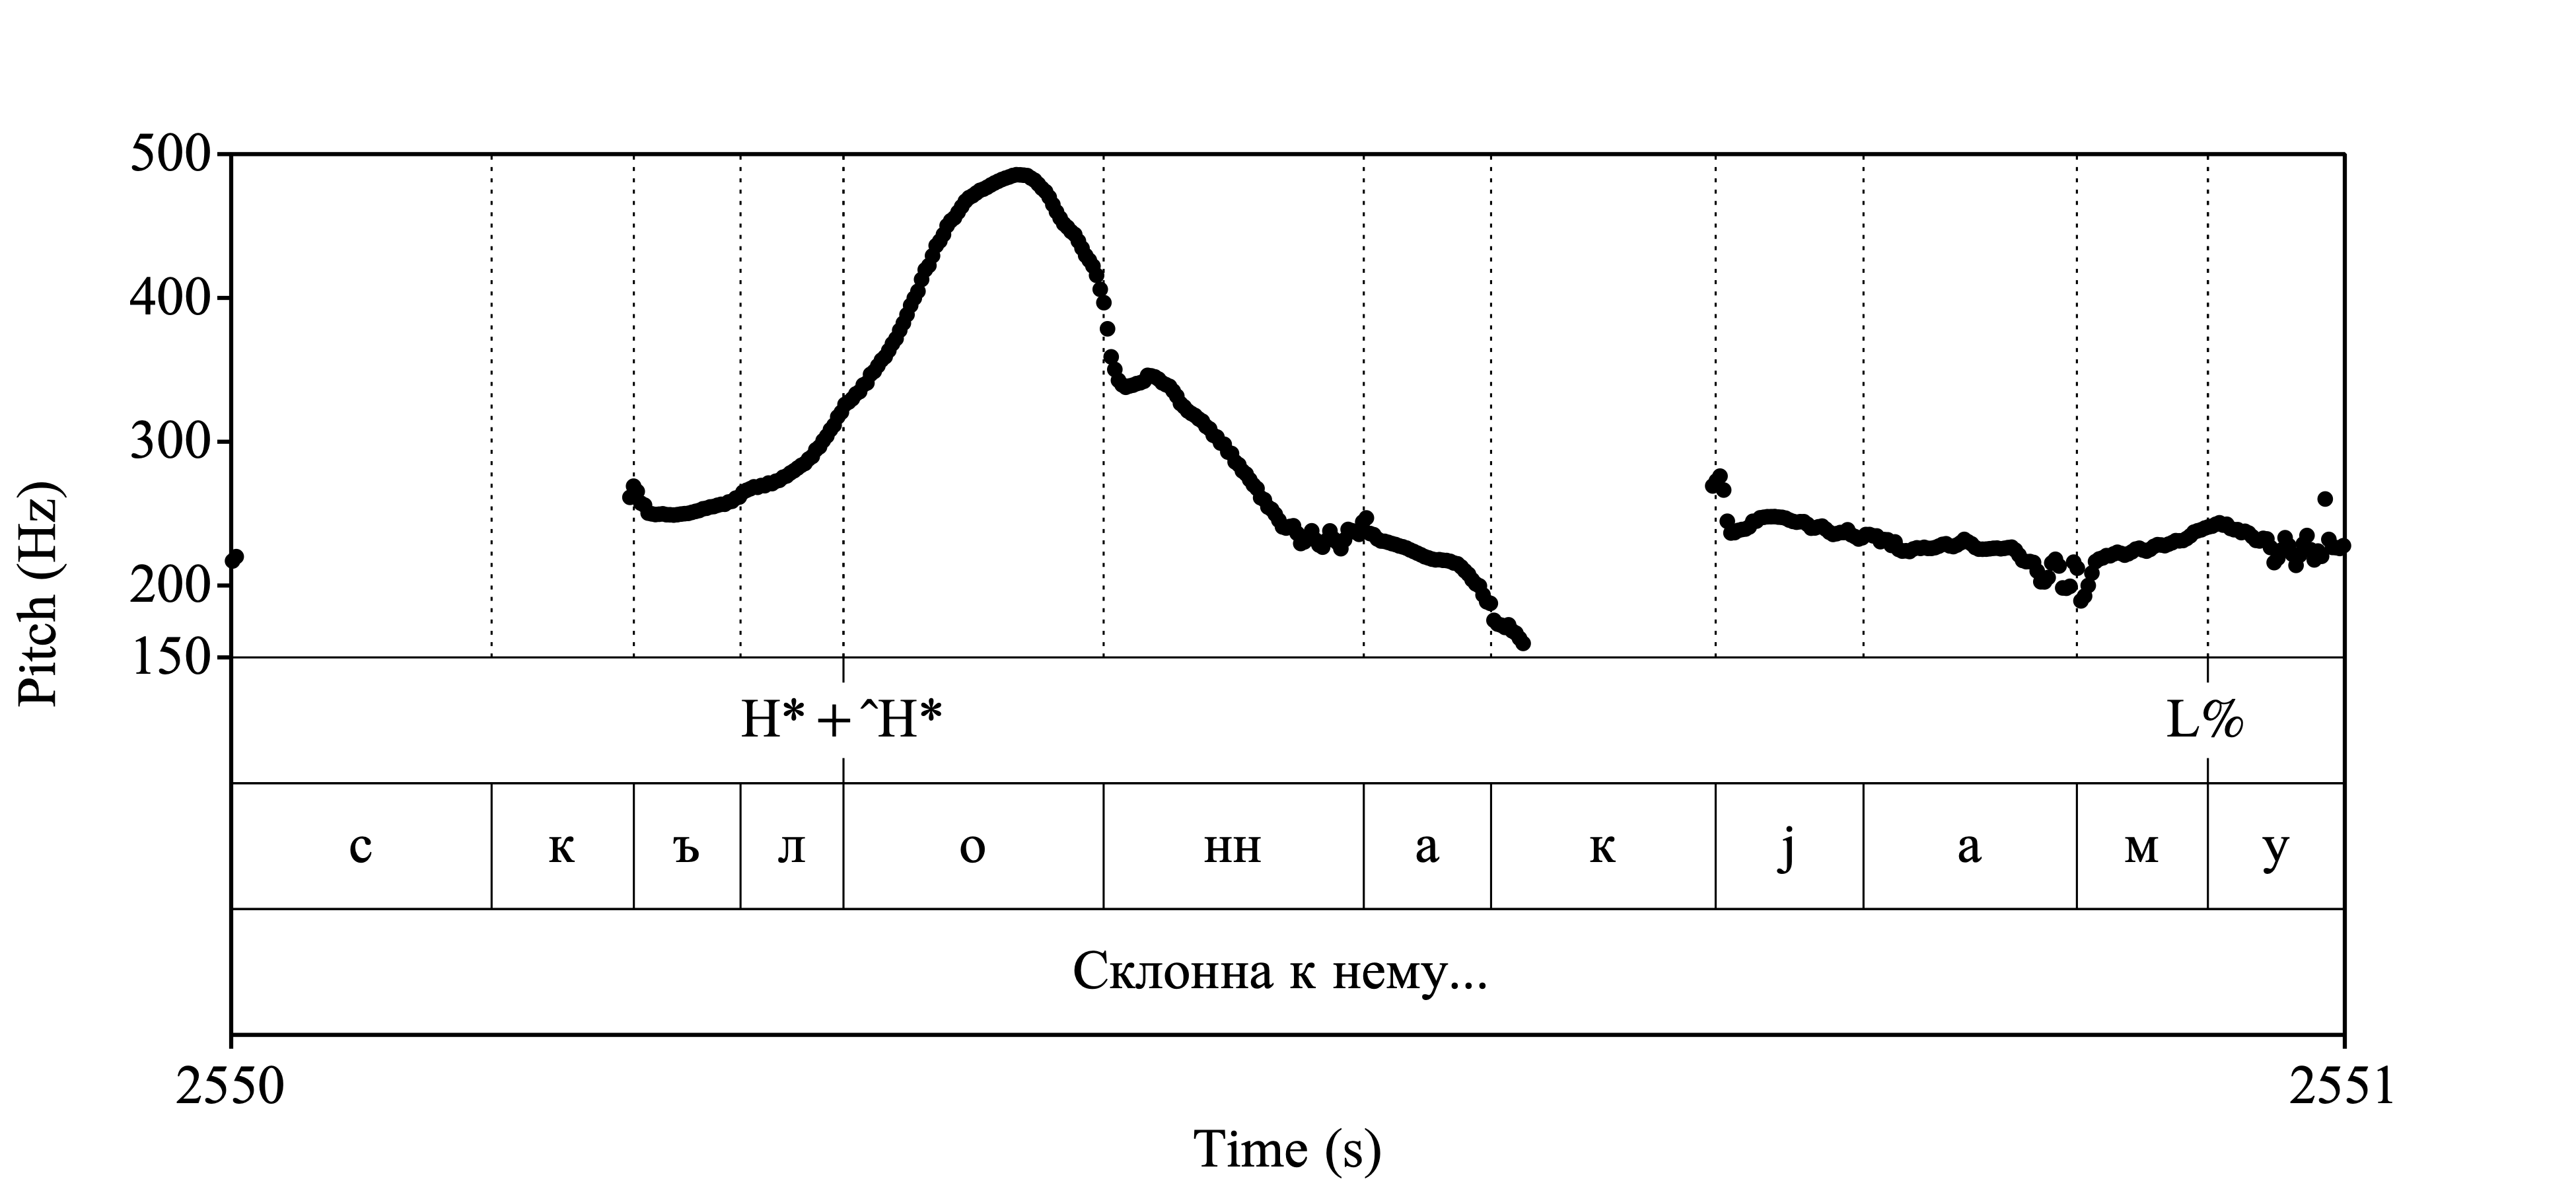 Pitch (Hz)
500
400
300
200
150
H* + ^H* L%
с к ъ л о нн а к j а м у
Склонна к нему...
2550 2551
Time (s)